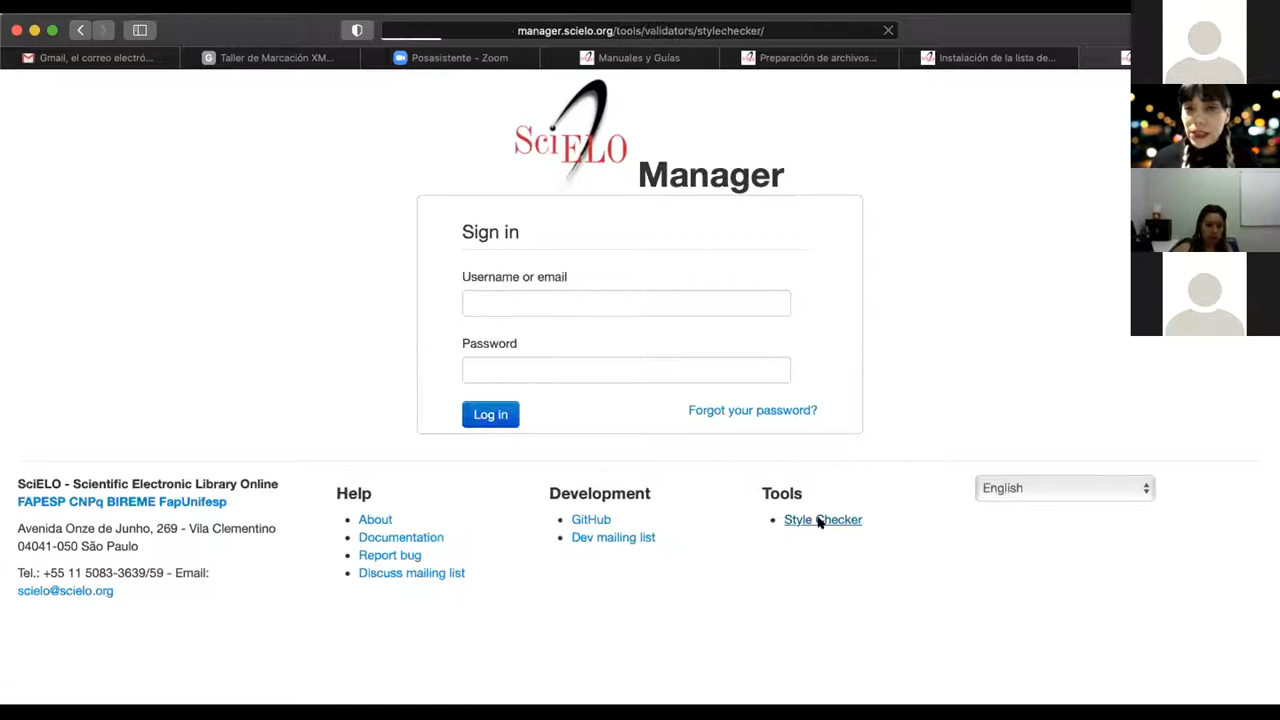 manager.scielo.org/tools/validators/stylechecker/
Gmail, el correo electró...
Taller de Marcación XM...
Posasistente - Zoom
Manuales y Guías
Preparación de archivos...
Instalación de la lista de...
SciELO
Manager
Sign in
Username or email
Password
Log in
Forgot your password?
SciELO - Scientific Electronic Library Online
FAPESP CNPq BIREME FapUnifesp
Avenida Onze de Junho, 269 - Vila Clementino
04041-050 São Paulo
Tel.: +55 11 5083-3639/59 - Email:
scielo@scielo.org
Help
About
Documentation
Report bug
Discuss mailing list
Development
GitHub
Dev mailing list
Tools
Style Checker
English